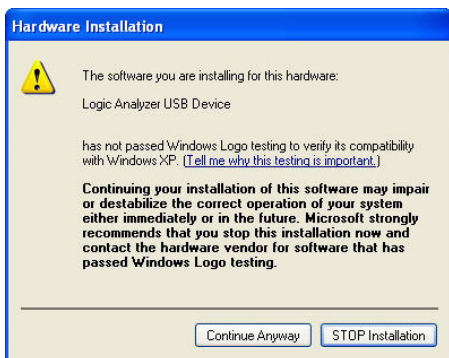 Hardware Installation
The software you are installing for this hardware:
Logic Analyzer USB Device
has not passed Windows Logo testing to verify its compatibility
with Windows XP. (Tell me why this testing is important.)
Continuing your installation of this software may impair
or destabilize the correct operation of your system
either immediately or in the future. Microsoft strongly
recommends that you stop this installation now and
contact the hardware vendor for software that has
passed Windows Logo testing.
Continue Anyway
STOP Installation